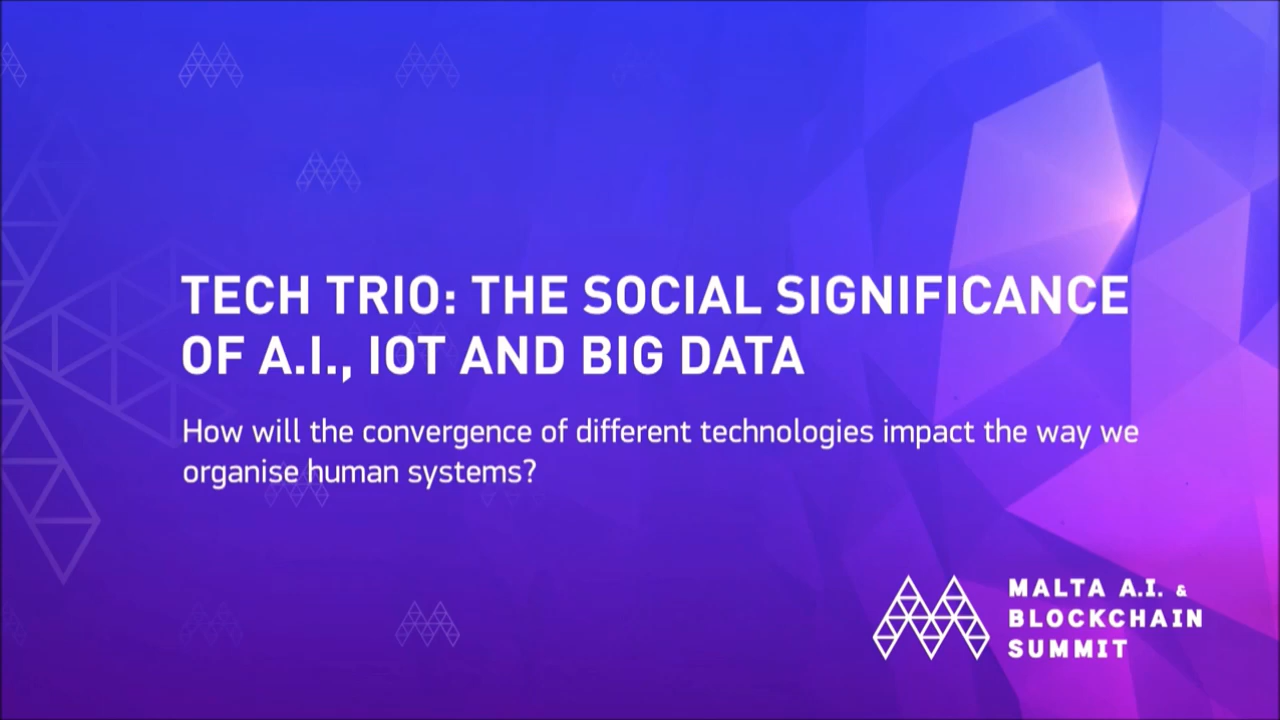 TECH TRIO: THE SOCIAL SIGNIFICANCE
OF A.I., IOT AND BIG DATA
How will the convergence of different technologies impact the way we
organise human systems?
MALTA A.I. &
BLOCKCHAIN
SUMMIT